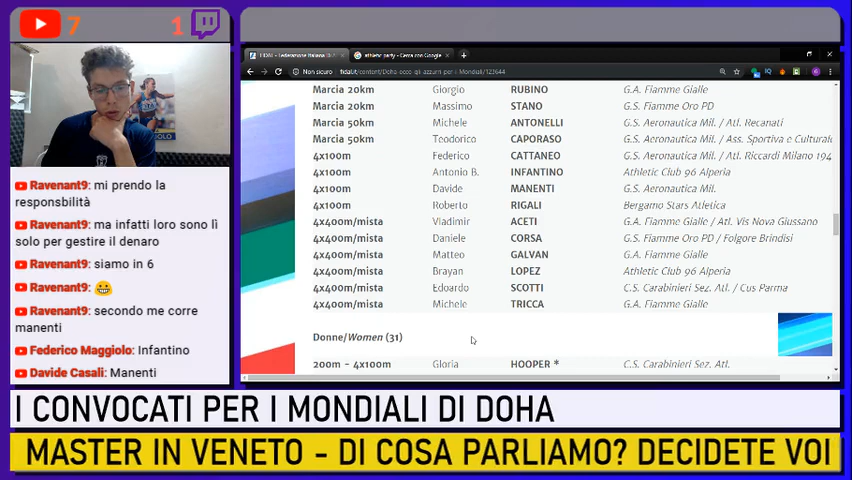 7
1
FIDAL - Federazione Italiana Di A
athletic party - Cerca con Google
Non sicuro
fidal.it/content/Doha-ecco-gli-azzurri-per-i-Mondiali/123644
Marcia 20km Giorgio RUBINO G.A. Fiamme Gialle
Marcia 20km Massimo STANO G.S. Fiamme Oro PD
Marcia 50km Michele ANTONELLI G.S. Aeronautica Mil. / Atl. Recanati
Marcia 50km Teodorico CAPORASO G.S. Aeronautica Mil. / Ass. Sportiva e Culturale
4x100m Federico CATTANEO G.S. Aeronautica Mil. / Atl. Riccardi Milano 194
4x100m Antonio B. INFANTINO Athletic Club 96 Alperia
4x100m Davide MANENTI G.S. Aeronautica Mil.
4x100m Roberto RIGALI Bergamo Stars Atletica
4x400m/mista Vladimir ACETI G.A. Fiamme Gialle / Atl. Vis Nova Giussano
4x400m/mista Daniele CORSA G.S. Fiamme Oro PD / Folgore Brindisi
4x400m/mista Matteo GALVAN G.A. Fiamme Gialle
4x400m/mista Brayan LOPEZ Athletic Club 96 Alperia
4x400m/mista Edoardo SCOTTI C.S. Carabinieri Sez. Atl. / Cus Parma
4x400m/mista Michele TRICCA G.A. Fiamme Gialle
Donne/Women (31)
200m - 4x100m Gloria HOOPER * C.S. Carabinieri Sez. Atl.
Ravenant9: mi prendo la
responsbilità
Ravenant9: ma infatti loro sono lì
solo per gestire il denaro
Ravenant9: siamo in 6
Ravenant9: 😀
Ravenant9: secondo me corre
manenti
Federico Maggiolo: Infantino
Davide Casali: Manenti
I CONVOCATI PER I MONDIALI DI DOHA
MASTER IN VENETO - DI COSA PARLIAMO? DECIDETE VOI